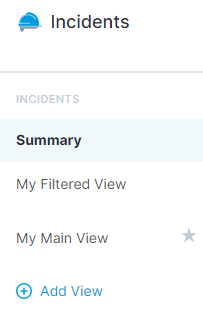 Incidents
INCIDENTS
Summary
My Filtered View
My Main View
Add View